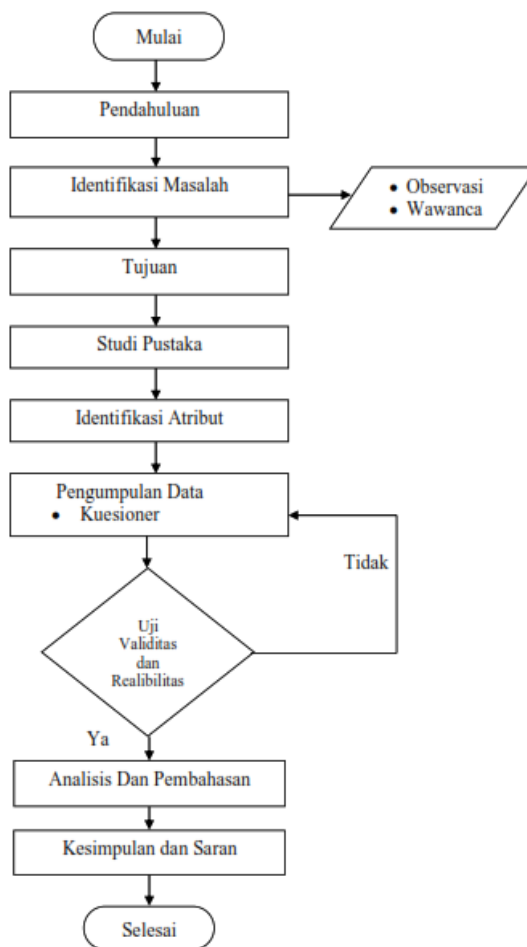 Mulai
Pendahuluan
Identifikasi Masalah
• Observasi
• Wawanca
Tujuan
Studi Pustaka
Identifikasi Atribut
Pengumpulan Data
• Kuesioner
Tidak
Uji
Validitas
dan
Realibilitas
Ya
Analisis Dan Pembahasan
Kesimpulan dan Saran
Selesai